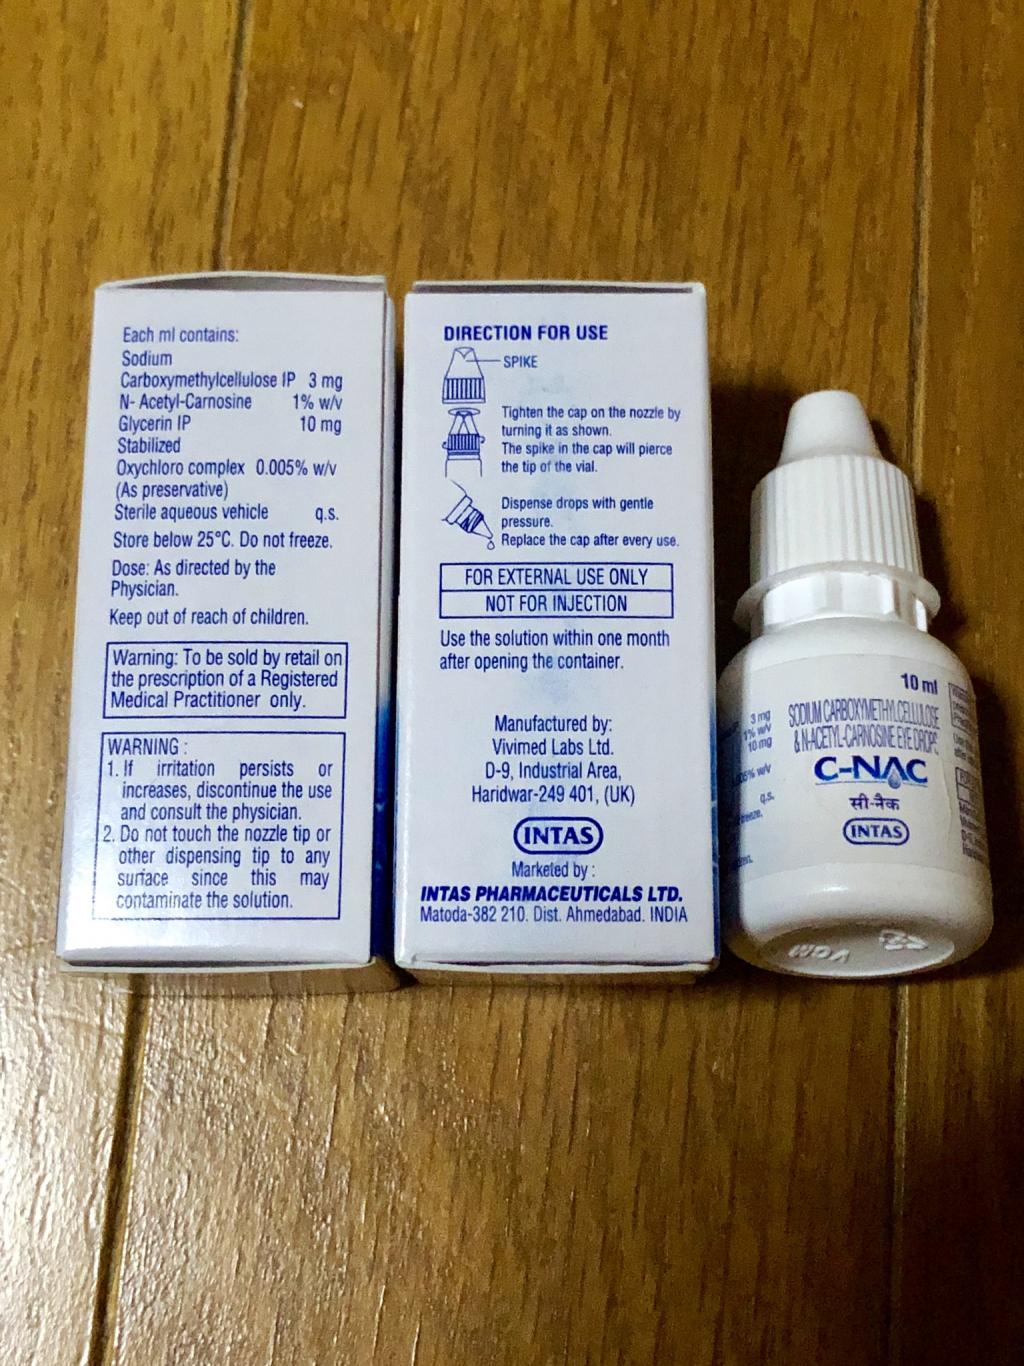 Each ml contains:
Sodium
Carboxymethylcellulose IP 3 mg
N- Acetyl-Carnosine 1% w/v
Glycerin IP 10 mg
Stabilized
Oxychloro complex 0.005% w/v
(As preservative)
Sterile aqueous vehicle q.s.
Store below 25°C. Do not freeze.
Dose: As directed by the
Physician.
Keep out of reach of children.
Warning: To be sold by retail on
the prescription of a Registered
Medical Practitioner only.
WARNING :
1. If irritation persists or
increases, discontinue the use
and consult the physician.
2. Do not touch the nozzle tip or
other dispensing tip to any
surface since this may
contaminate the solution.
DIRECTION FOR USE
SPIKE
Tighten the cap on the nozzle by
turning it as shown.
The spike in the cap will pierce
the tip of the vial.
Dispense drops with gentle
pressure.
Replace the cap after every use.
FOR EXTERNAL USE ONLY
NOT FOR INJECTION
Use the solution within one month
after opening the container.
Manufactured by:
Vivimed Labs Ltd.
D-9, Industrial Area,
Haridwar-249 401, (UK)
INTAS
Marketed by :
INTAS PHARMACEUTICALS LTD.
Matoda-382 210. Dist. Ahmedabad. INDIA
10 ml
SODIUM CARBOXYMETHYLCELLULOSE
& N-ACETYL-CARNOSINE EYE DROPS
C-NAC
सी-नैक
INTAS
3 mg
1% w/v
10 mg
w/v
q.s.